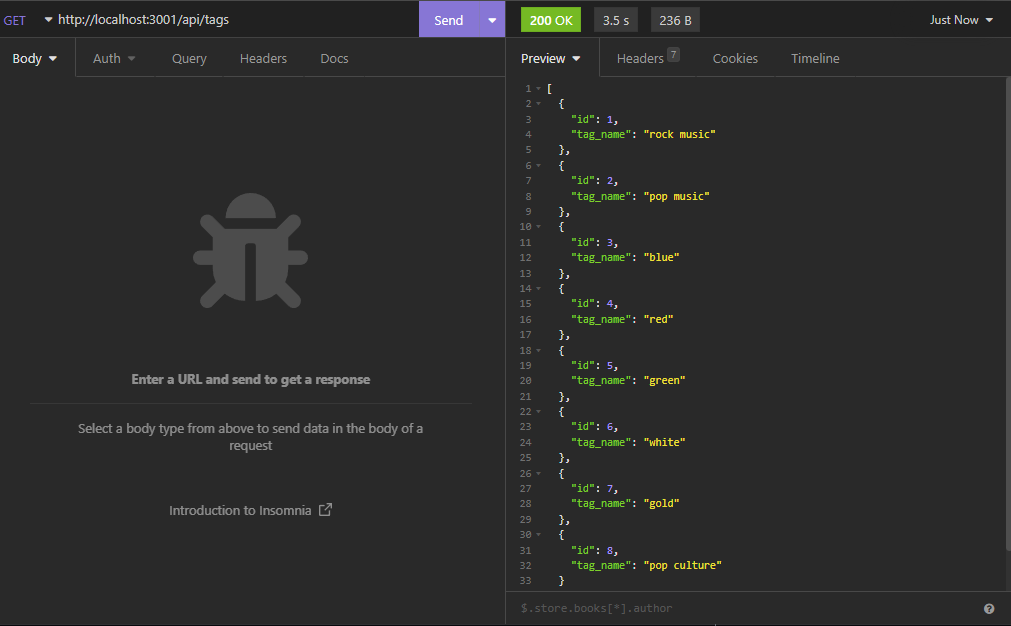 GET http://localhost:3001/api/tags Send
200 OK 3.5 s 236 B Just Now
Body Auth Query Headers Docs
Enter a URL and send to get a response
Select a body type from above to send data in the body of a
request
Introduction to Insomnia
Preview Headers 7 Cookies Timeline
1 [
2 {
3 "id": 1,
4 "tag_name": "rock music"
5 },
6 {
7 "id": 2,
8 "tag_name": "pop music"
9 },
10 {
11 "id": 3,
12 "tag_name": "blue"
13 },
14 {
15 "id": 4,
16 "tag_name": "red"
17 },
18 {
19 "id": 5,
20 "tag_name": "green"
21 },
22 {
23 "id": 6,
24 "tag_name": "white"
25 },
26 {
27 "id": 7,
28 "tag_name": "gold"
29 },
30 {
31 "id": 8,
32 "tag_name": "pop culture"
33 }
$.store.books[*].author ?